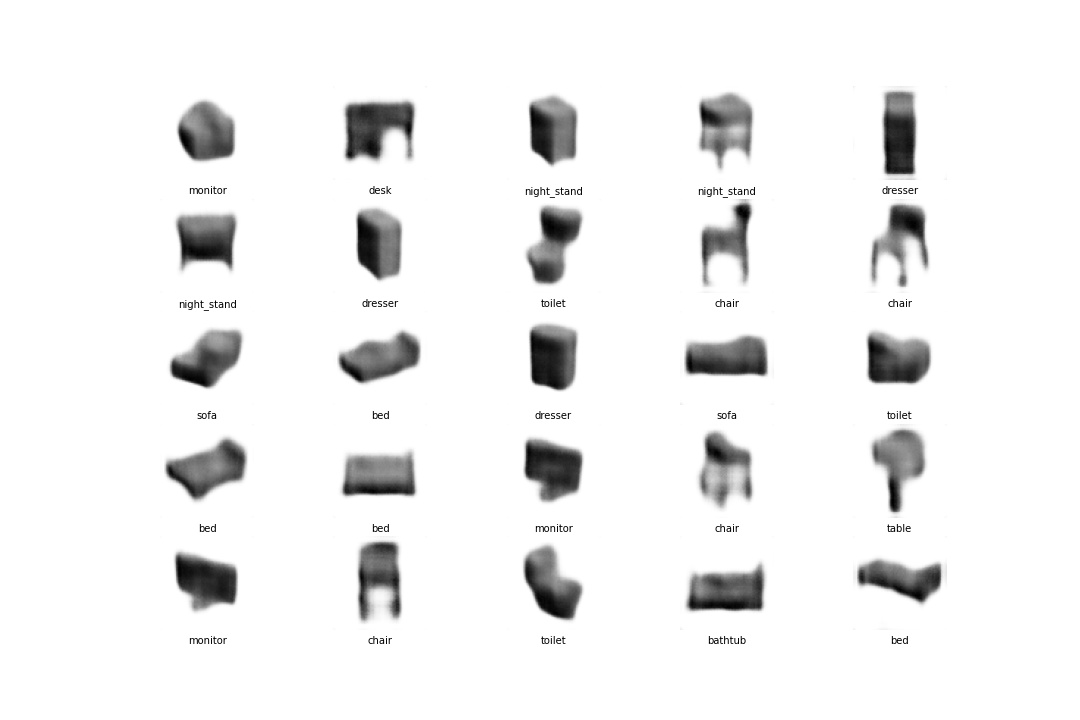 monitor desk night_stand night_stand dresser
night_stand dresser toilet chair chair
sofa bed dresser sofa toilet
bed bed monitor chair table
monitor chair toilet bathtub bed